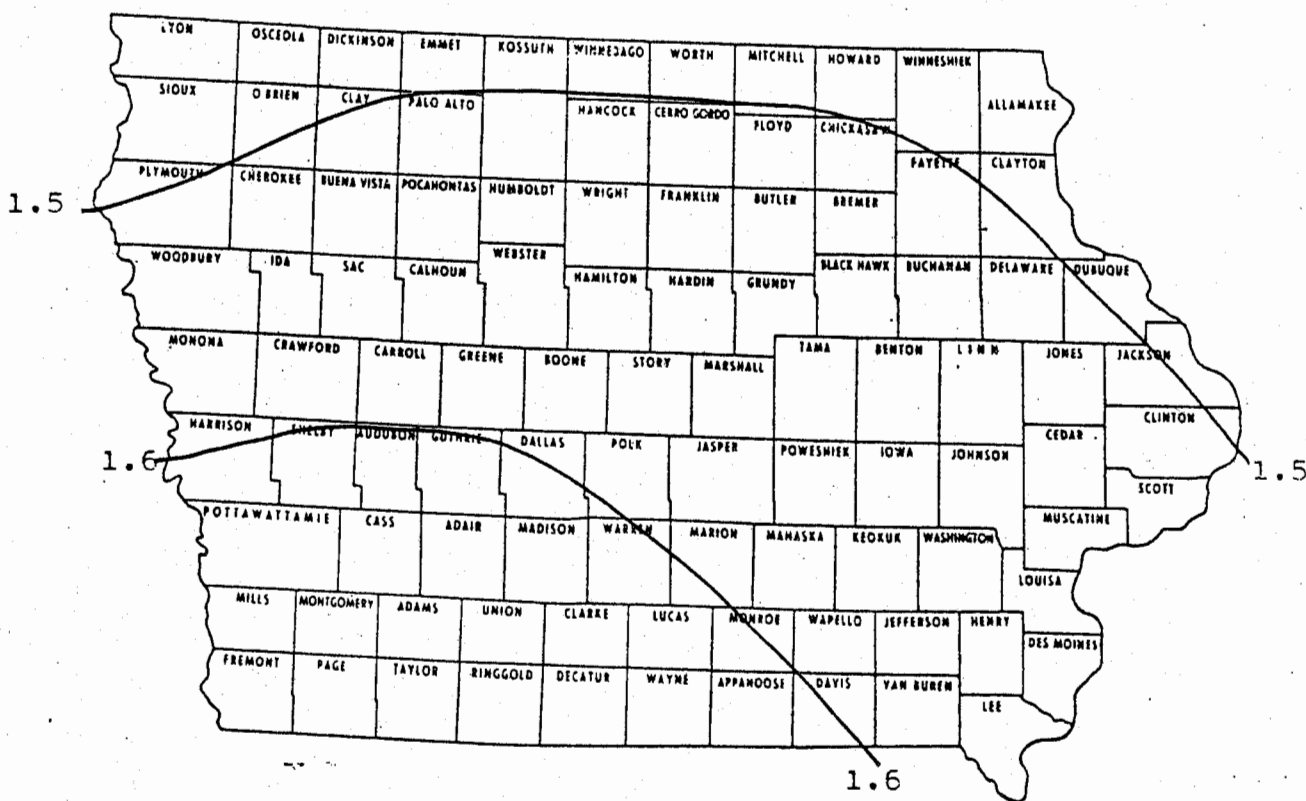 LYON OSCEOLA DICKINSON EMMET KOSSUTH WINNEBAGO WORTH MITCHELL HOWARD WINNESHIEK ALLAMAKEE
SIOUX O BRIEN CLAY PALO ALTO HANCOCK CERRO GORDO FLOYD CHICKASAW
FAYETTE CLAYTON
PLYMOUTH CHEROKEE BUENA VISTA POCAHONTAS HUMBOLDT WRIGHT FRANKLIN BUTLER BREMER
1.5
WOODBURY IDA SAC CALHOUN WEBSTER HAMILTON HARDIN GRUNDY BLACK HAWK BUCHANAN DELAWARE DUBUQUE
MONONA CRAWFORD CARROLL GREENE BOONE STORY MARSHALL TAMA BENTON LINN JONES JACKSON
CLINTON
HARRISON SHELBY AUDUBON GUTHRIE DALLAS POLK JASPER POWESHIEK IOWA JOHNSON CEDAR
1.6 1.5
SCOTT
POTTAWATTAMIE CASS ADAIR MADISON WARREN MARION MAHASKA KEOKUK WASHINGTON MUSCATINE
LOUISA
MILLS MONTGOMERY ADAMS UNION CLARKE LUCAS MONROE WAPELLO JEFFERSON HENRY
DES MOINES
FREMONT PAGE TAYLOR RINGGOLD DECATUR WAYNE APPANOOSE DAVIS VAN BUREN
LEE
1.6